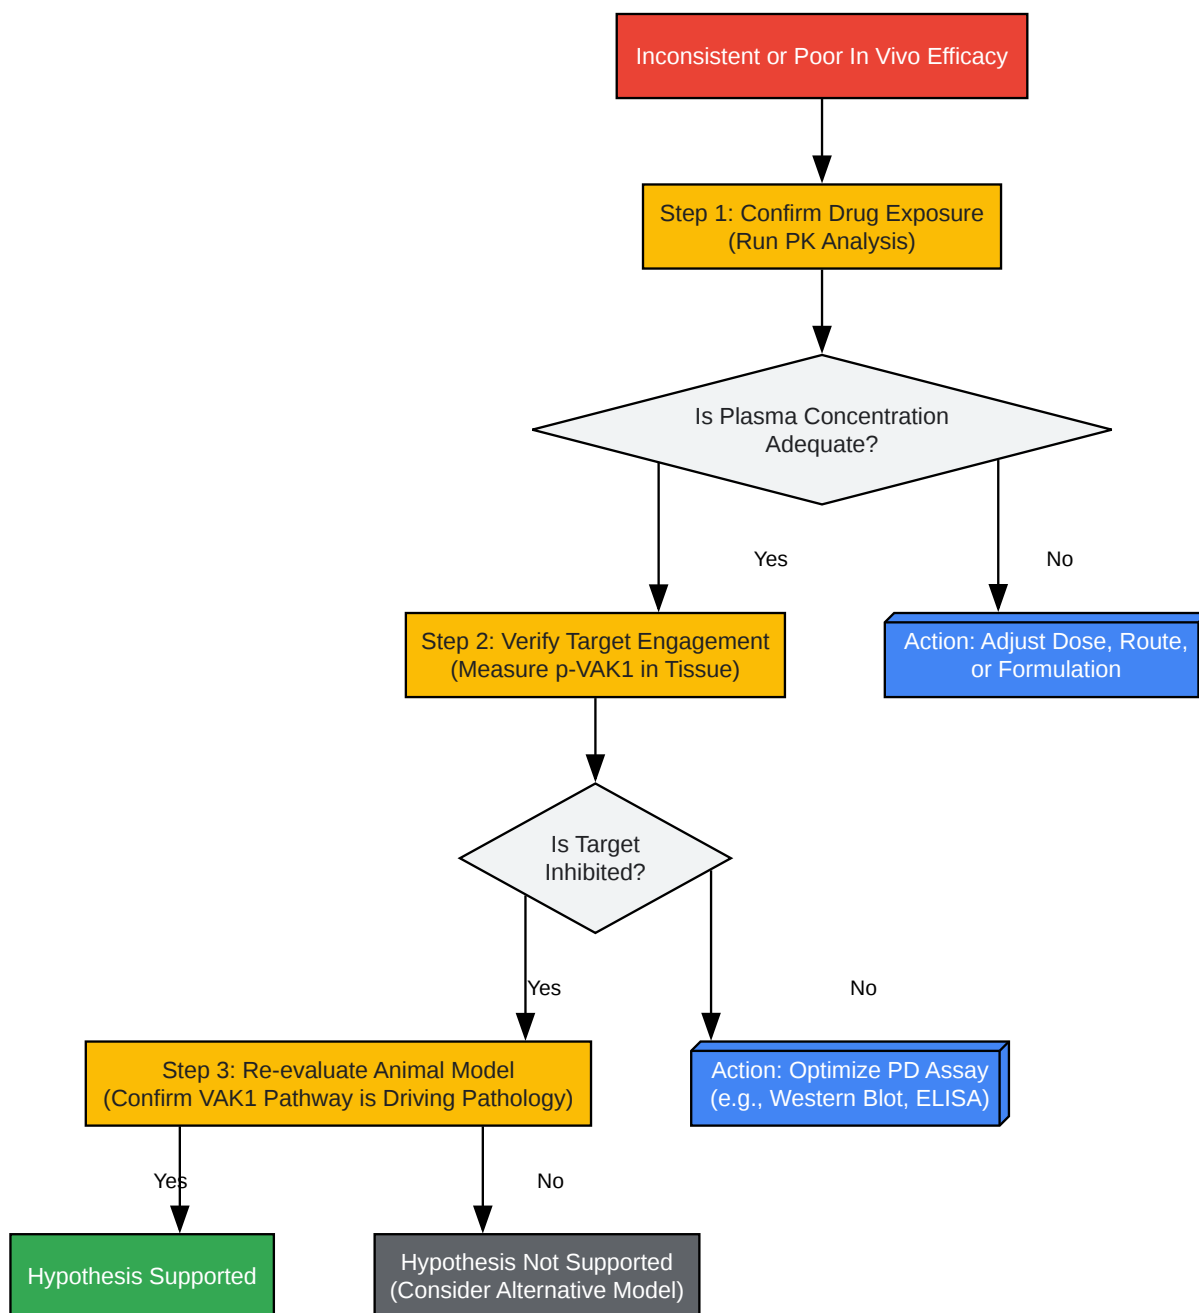 Inconsistent or Poor In Vivo Efficacy
Step 1: Confirm Drug Exposure
(Run PK Analysis)
Is Plasma Concentration
Adequate?
Yes
No
Step 2: Verify Target Engagement
(Measure p-VAK1 in Tissue)
Action: Adjust Dose, Route,
or Formulation
Is Target
Inhibited?
Yes
No
Step 3: Re-evaluate Animal Model
(Confirm VAK1 Pathway is Driving Pathology)
Action: Optimize PD Assay
(e.g., Western Blot, ELISA)
Yes
No
Hypothesis Supported
Hypothesis Not Supported
(Consider Alternative Model)